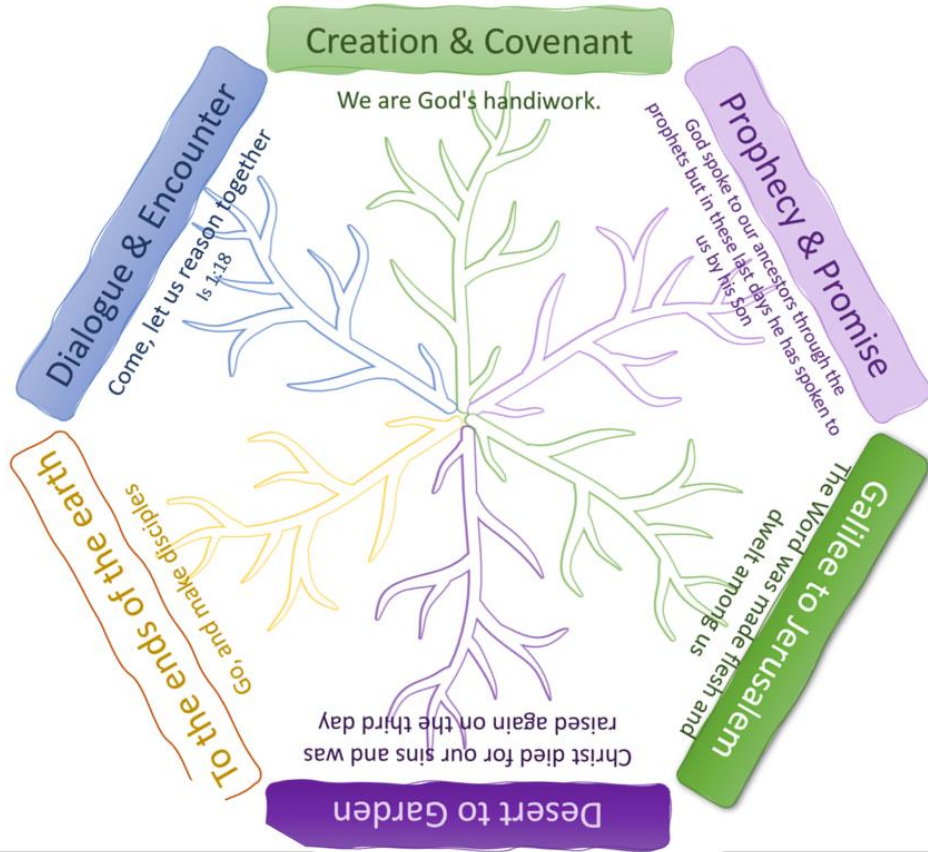 Creation & Covenant
We are God's handiwork.
Prophecy & Promise
God spoke to our ancestors through the
prophets but in these last days he has spoken to
us by his Son
Galilee to Jerusalem
The Word was made flesh and
dwelt among us
Desert to Garden
Christ died for our sins and was
raised again on the third day
To the ends of the earth
Go, and make disciples
Dialogue & Encounter
Come, let us reason together
Is 1:18